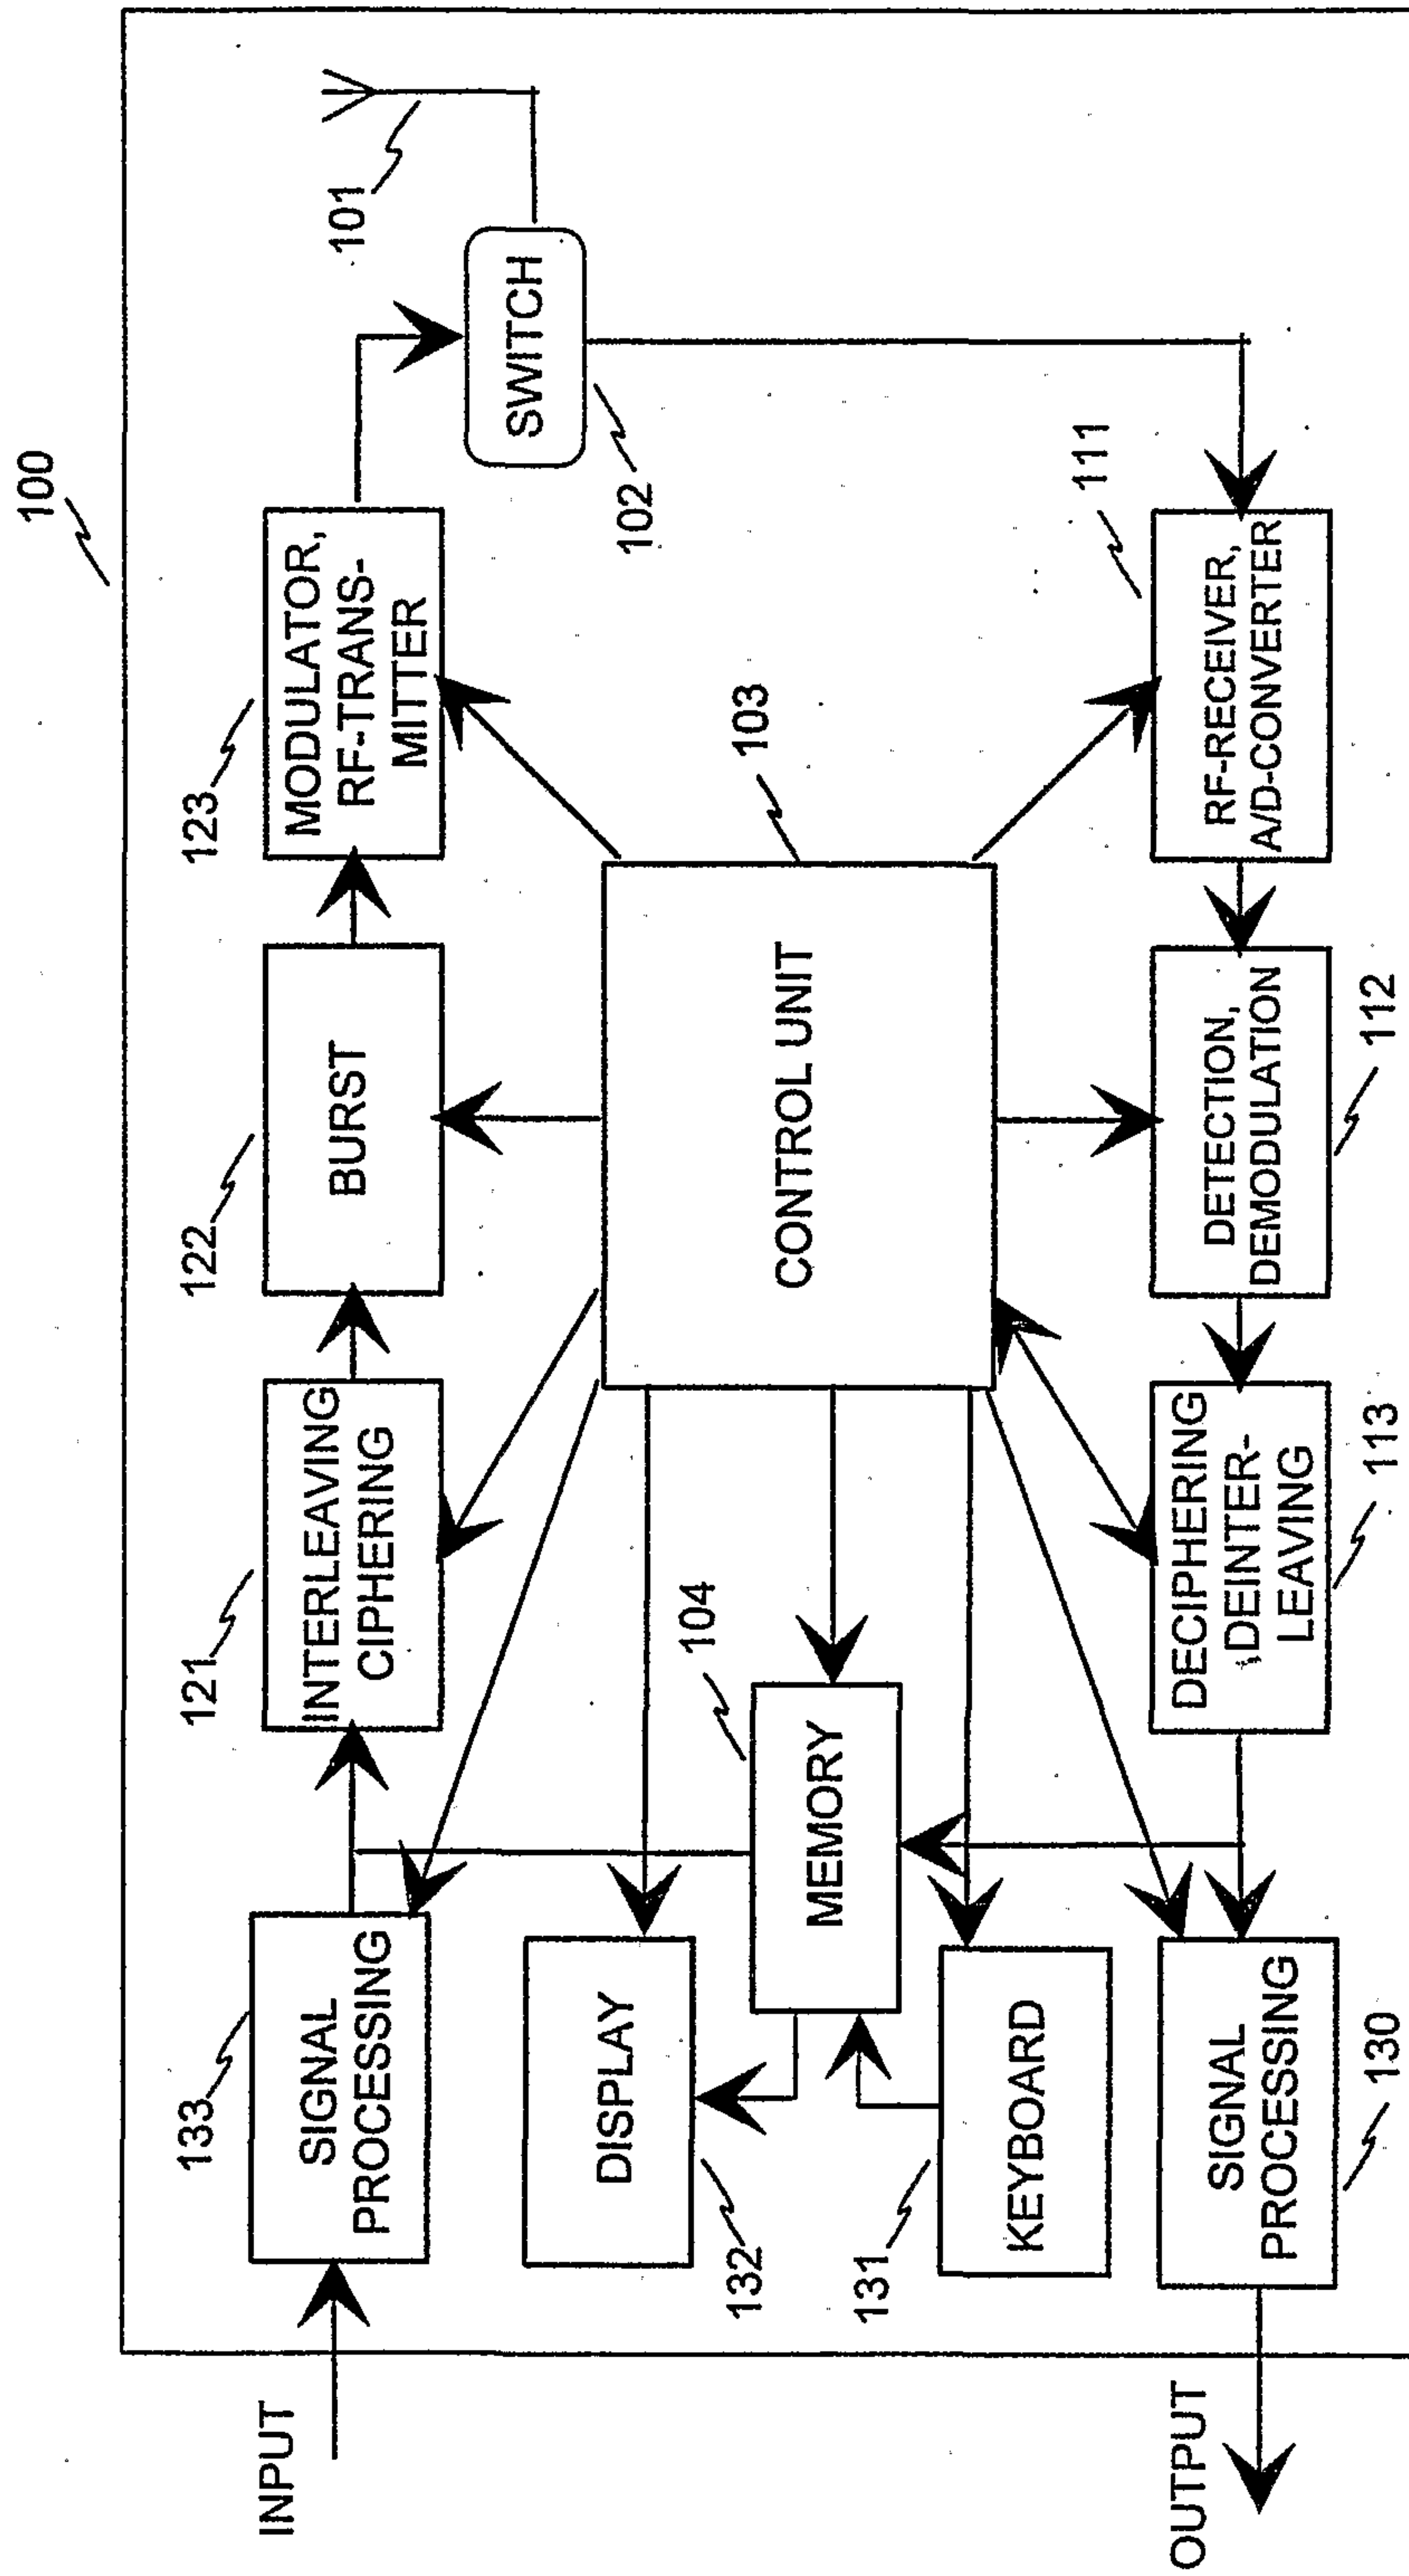 100
133
121
122
123
101
INPUT
SIGNAL
PROCESSING
INTERLEAVING
CIPHERING
BURST
MODULATOR,
RF-TRANS-
MITTER
SWITCH
102
132
DISPLAY
104
MEMORY
103
CONTROL UNIT
131
KEYBOARD
111
OUTPUT
SIGNAL
PROCESSING
DECIPHERING
DEINTER-
LEAVING
DETECTION,
DEMODULATION
RF-RECEIVER,
A/D-CONVERTER
130
113
112